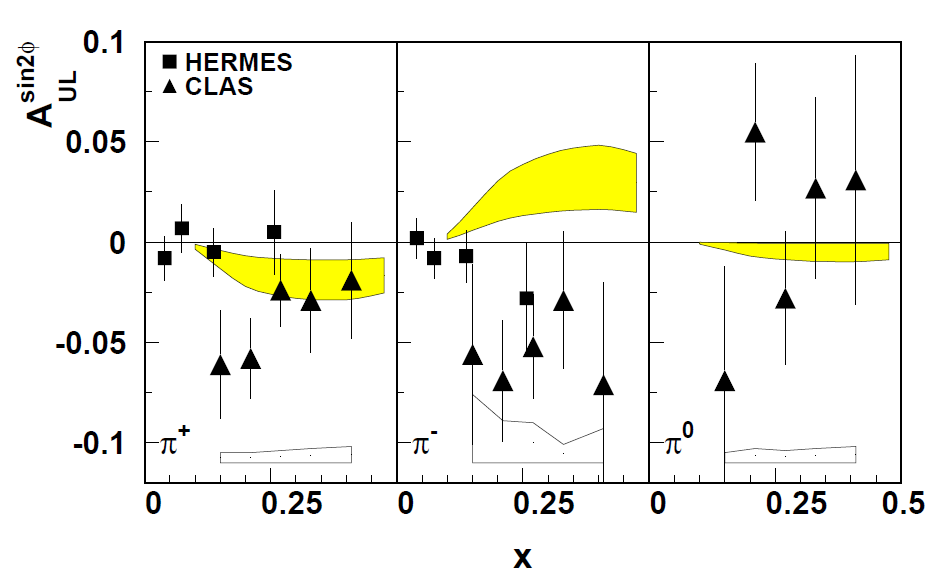 A UL sin2ϕ
0.1
0.05
0
-0.05
-0.1
■ HERMES
▲ CLAS
π+
π-
π0
0 0.25 0 0.25 0 0.25 0.5
x